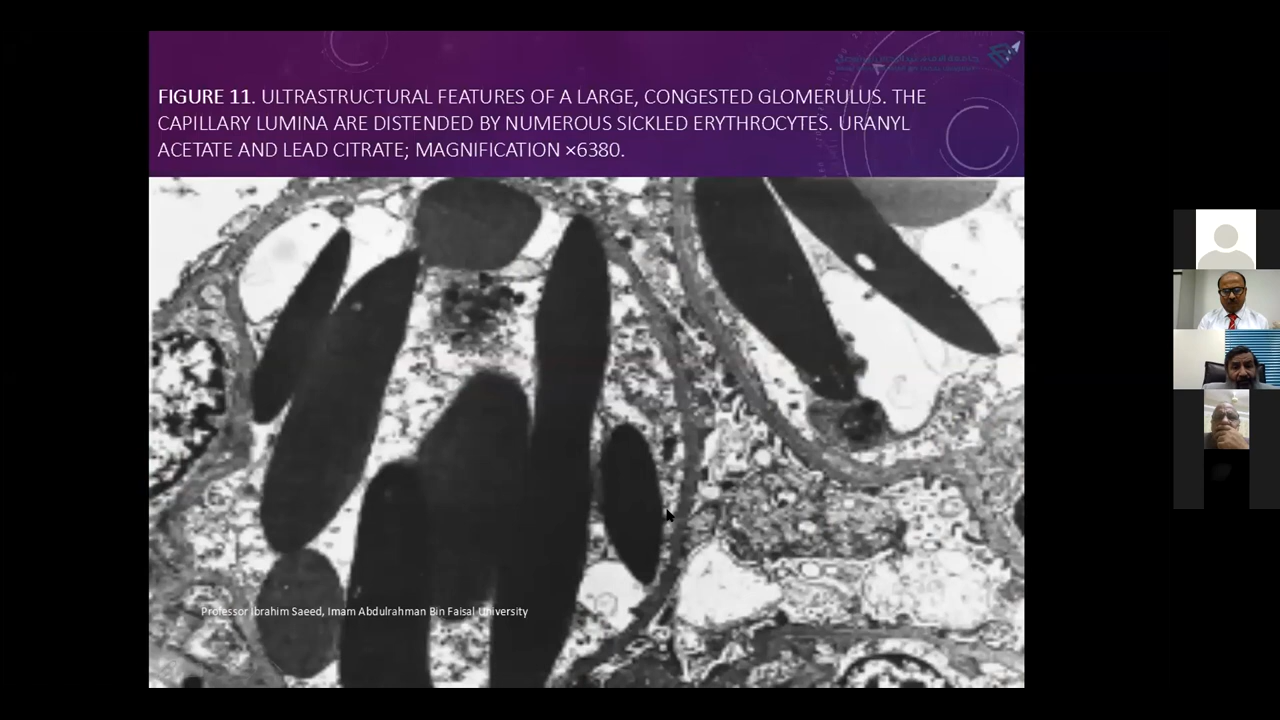 FIGURE 11. ULTRASTRUCTURAL FEATURES OF A LARGE, CONGESTED GLOMERULUS. THE
CAPILLARY LUMINA ARE DISTENDED BY NUMEROUS SICKLED ERYTHROCYTES. URANYL
ACETATE AND LEAD CITRATE; MAGNIFICATION ×6380.
Professor Ibrahim Saeed, Imam Abdulrahman Bin Faisal University